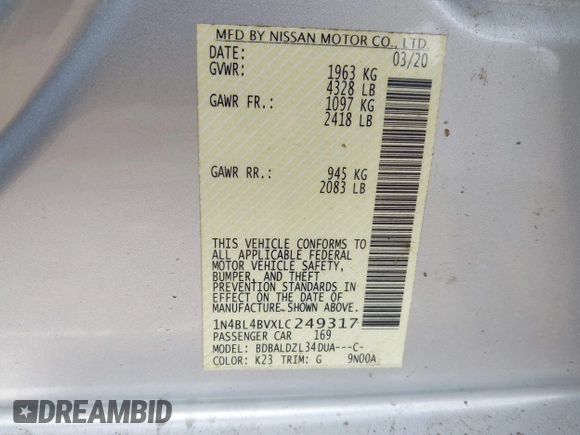 MFD BY NISSAN MOTOR CO., LTD.
DATE: 03/20
GVWR: 1963 KG
4328 LB
GAWR FR.: 1097 KG
2418 LB
GAWR RR.: 945 KG
2083 LB
THIS VEHICLE CONFORMS TO
ALL APPLICABLE FEDERAL
MOTOR VEHICLE SAFETY,
BUMPER, AND THEFT
PREVENTION STANDARDS IN
EFFECT ON THE DATE OF
MANUFACTURE SHOWN ABOVE.
1N4BL4BVXLC249317
PASSENGER CAR 169
MODEL: BDBALDZL34DUA---C-
COLOR: K23 TRIM: G 9N00A
DREAMBID